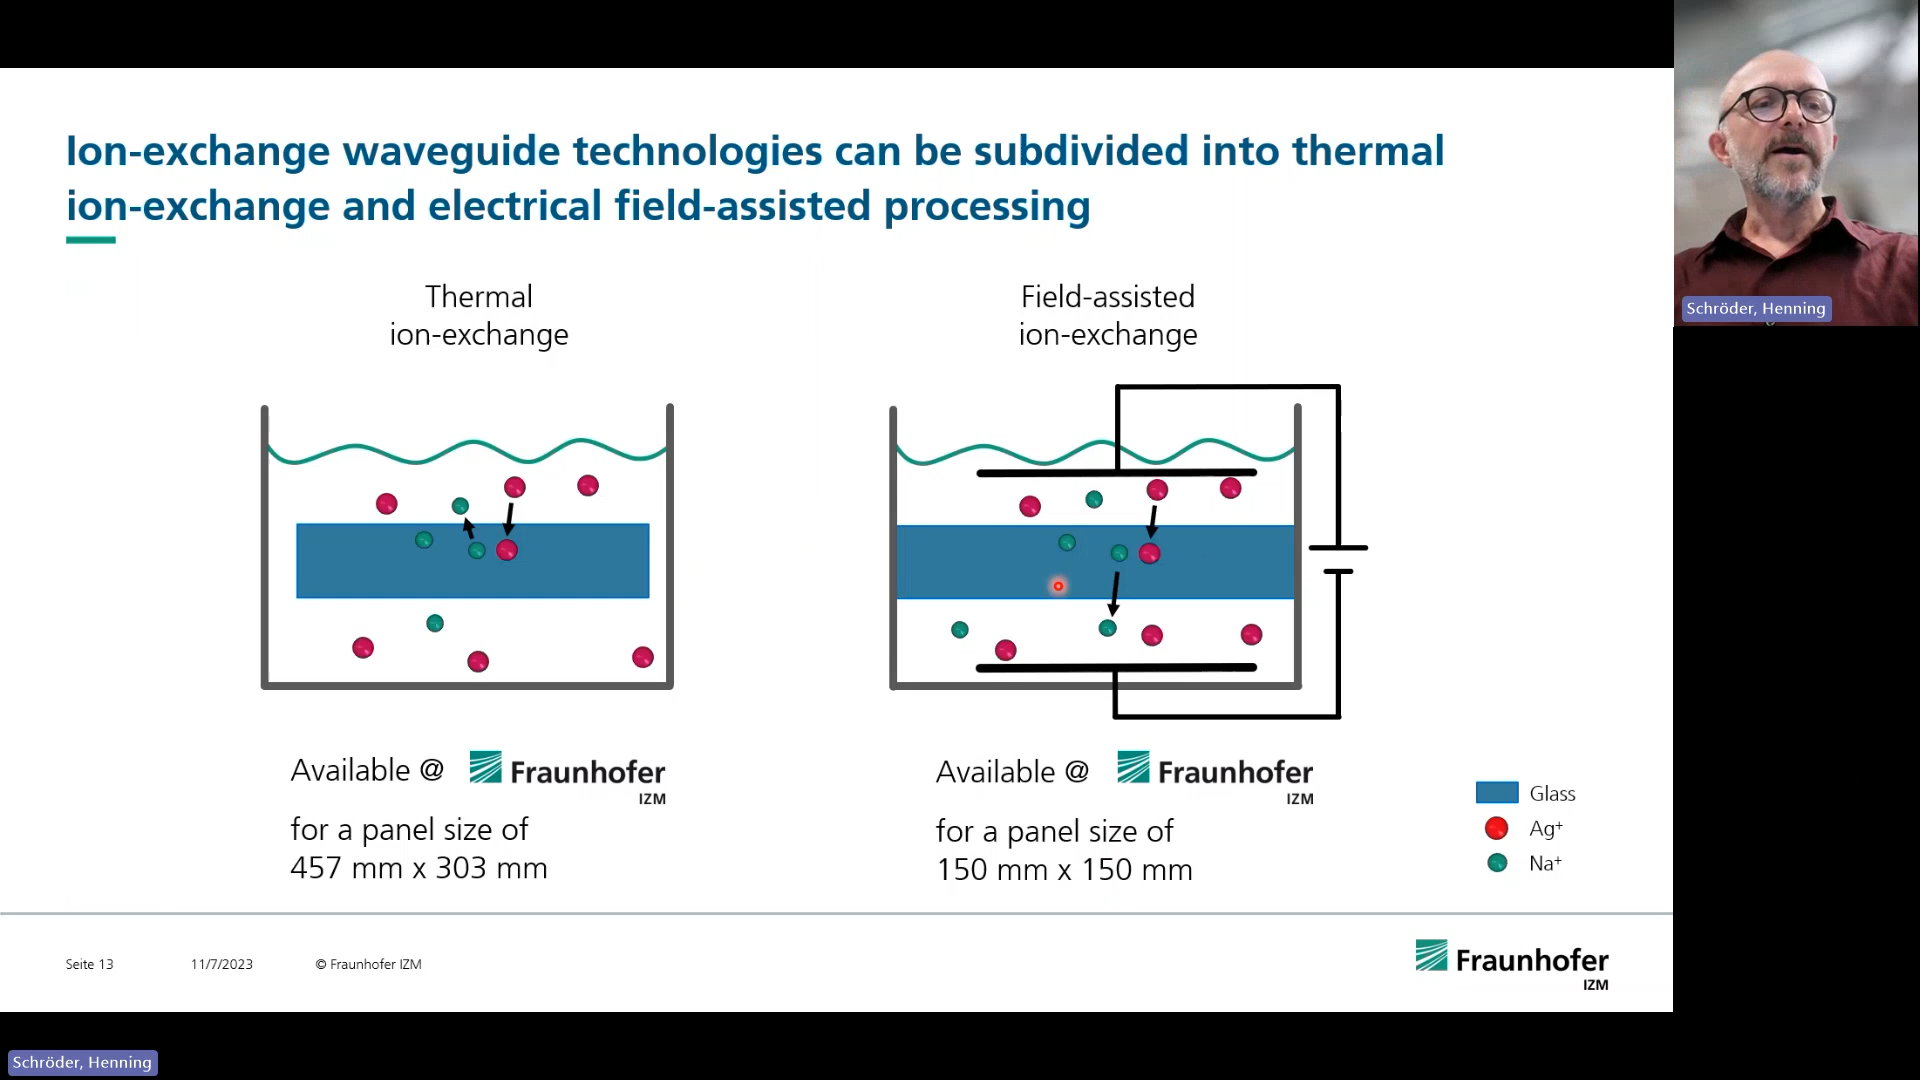 Ion-exchange waveguide technologies can be subdivided into thermal
ion-exchange and electrical field-assisted processing
Thermal
ion-exchange
Field-assisted
ion-exchange
Available @ Fraunhofer
IZM
for a panel size of
457 mm x 303 mm
Available @ Fraunhofer
IZM
for a panel size of
150 mm x 150 mm
Glass
Ag⁺
Na⁺
Seite 13
11/7/2023
© Fraunhofer IZM
Fraunhofer
IZM
Schröder, Henning
Schröder, Henning